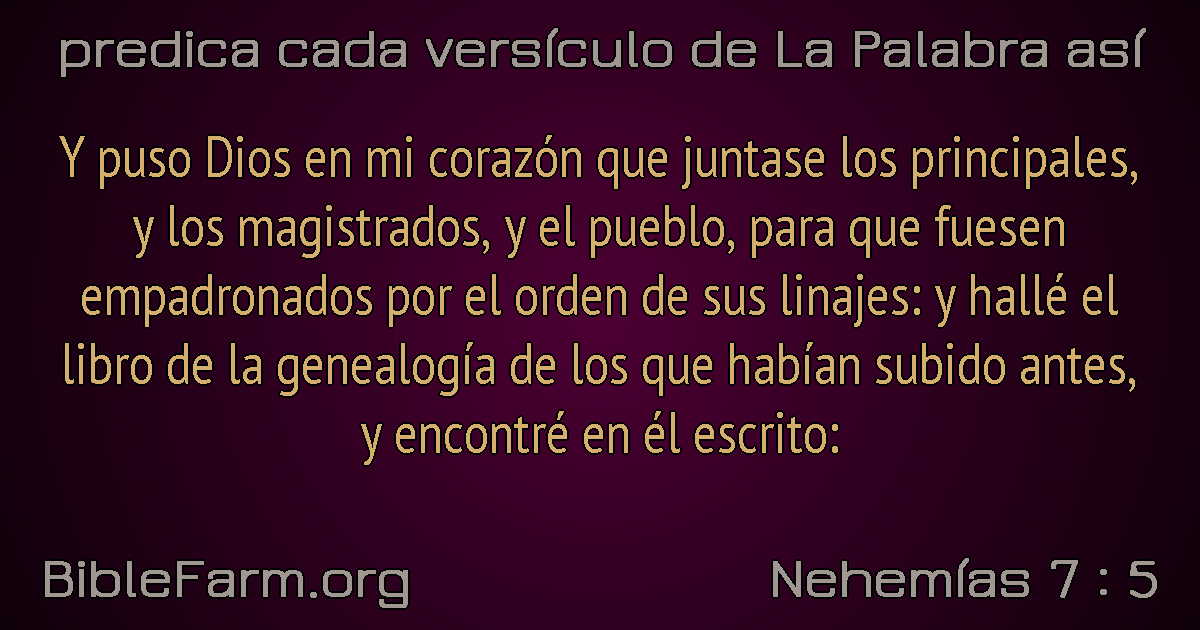 predica cada versículo de La Palabra así
Y puso Dios en mi corazón que juntase los principales,
y los magistrados, y el pueblo, para que fuesen
empadronados por el orden de sus linajes: y hallé el
libro de la genealogía de los que habían subido antes,
y encontré en él escrito:
BibleFarm.org
Nehemías 7 : 5